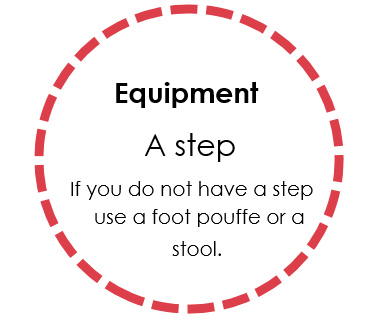 Equipment
A step
If you do not have a step
use a foot pouffe or a
stool.